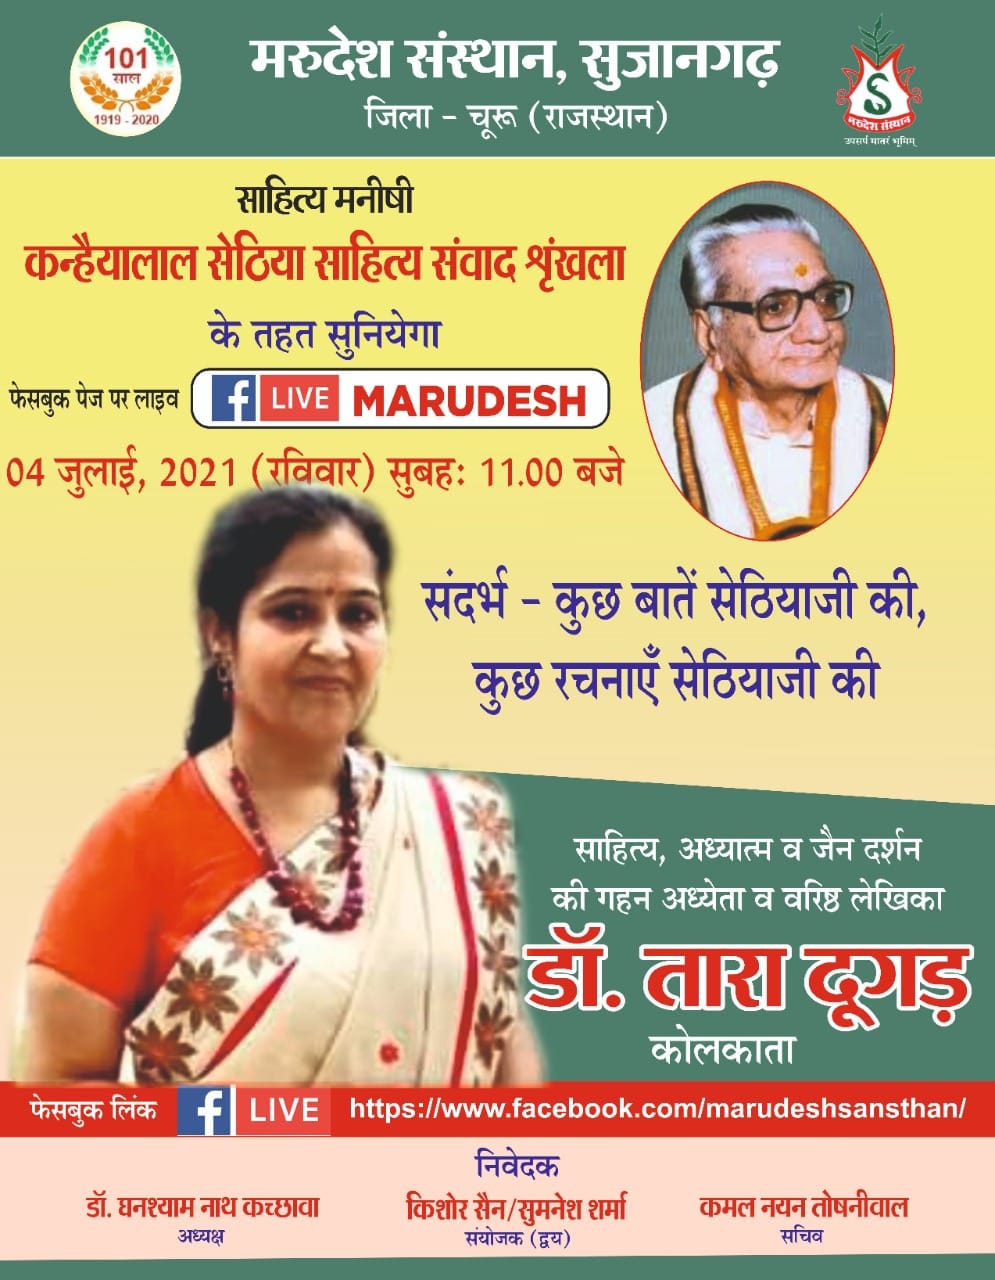 101
साल
1919 - 2020
मरुदेश संस्थान, सुजानगढ़
जिला - चूरू (राजस्थान)
S
मरुदेश संस्थान
उपसर्प मातरं भूमिम्
साहित्य मनीषी
कन्हैयालाल सेठिया साहित्य संवाद श्रृंखला
के तहत सुनियेगा
फेसबुक पेज पर लाइव f LIVE MARUDESH
04 जुलाई, 2021 (रविवार) सुबहः 11.00 बजे
संदर्भ - कुछ बातें सेठियाजी की,
कुछ रचनाएँ सेठियाजी की
साहित्य, अध्यात्म व जैन दर्शन
की गहन अध्येता व वरिष्ठ लेखिका
डॉ. तारा दूगड़
कोलकाता
फेसबुक लिंक f LIVE https://www.facebook.com/marudeshsansthan/
निवेदक
डॉ. घनश्याम नाथ कच्छावा किशोर सैन/सुमनेश शर्मा कमल नयन तोषनीवाल
अध्यक्ष संयोजक (द्वय) सचिव